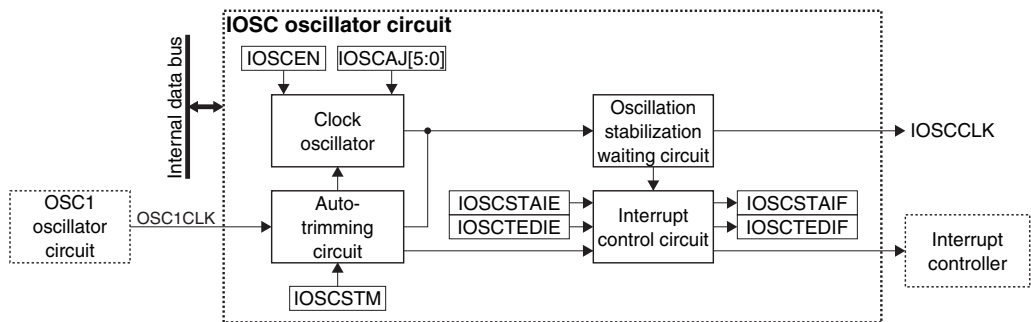 IOSC oscillator circuit
Internal data bus
IOSCEN
IOSCAJ[5:0]
Clock
oscillator
Oscillation
stabilization
waiting circuit
IOSCCLK
OSC1
oscillator
circuit
OSC1CLK
Auto-
trimming
circuit
IOSCSTAIE
IOSCTEDIE
Interrupt
control circuit
IOSCSTAIF
IOSCTEDIF
Interrupt
controller
IOSCSTM